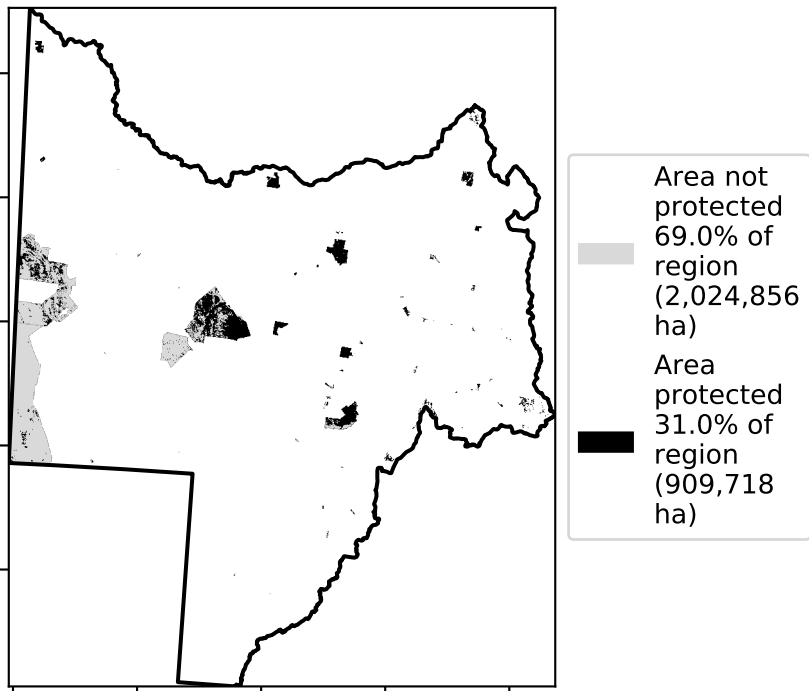 Area not
protected
69.0% of
region
(2,024,856
ha)
Area
protected
31.0% of
region
(909,718
ha)